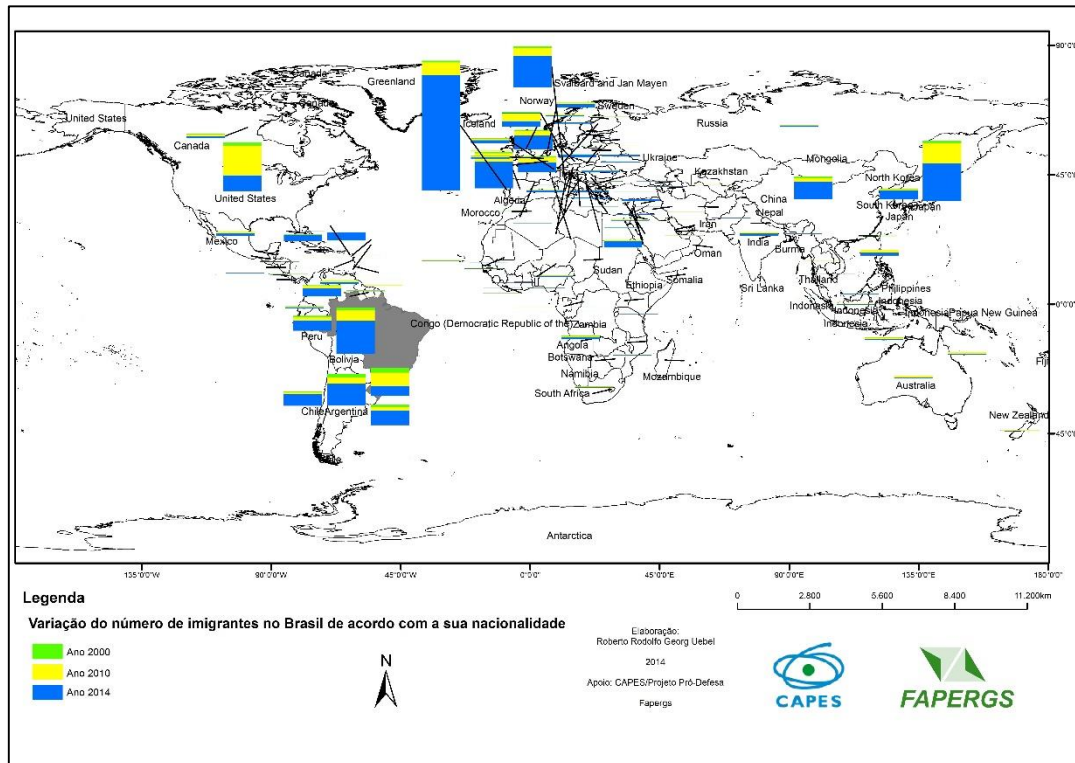 Greenland
Canada
Canada
Svalbard and Jan Mayen
Norway
Sweden
United States
Iceland
Russia
Canada
Ukraine
Mongolia
Kazakhstan
North Korea
United States
China
Algeria
South Korea
Japan
Morocco
Nepal
Japan
Iran
Mexico
India
Burma
Oman
Sudan
Thailand
Ethiopia
Somalia
Sri Lanka
Philippines
Indonesia
Indonesia
Indonesia
Indonesia
Papua New Guinea
Indonesia
Congo (Democratic Republic of the)
Zambia
Peru
Angola
Bolivia
Botswana
Fiji
Namibia
Mozambique
Australia
South Africa
Chile
Argentina
New Zealand
Antarctica
90°0'0"
45°0'0"
0°0'0"
45°0'0"
135°0'0"W
90°0'0"W
45°0'0"W
0°0'0"
45°0'0"E
90°0'0"E
135°0'0"E
180°0'0"
Legenda
Variação do número de imigrantes no Brasil de acordo com a sua nacionalidade
Ano 2000
Ano 2010
Ano 2014
N
0 2.800 5.600 8.400 11.200km
Elaboração:
Roberto Rodolfo Georg Uebel
2014
Apoio: CAPES/Projeto Pró-Defesa
Fapergs
CAPES
FAPERGS